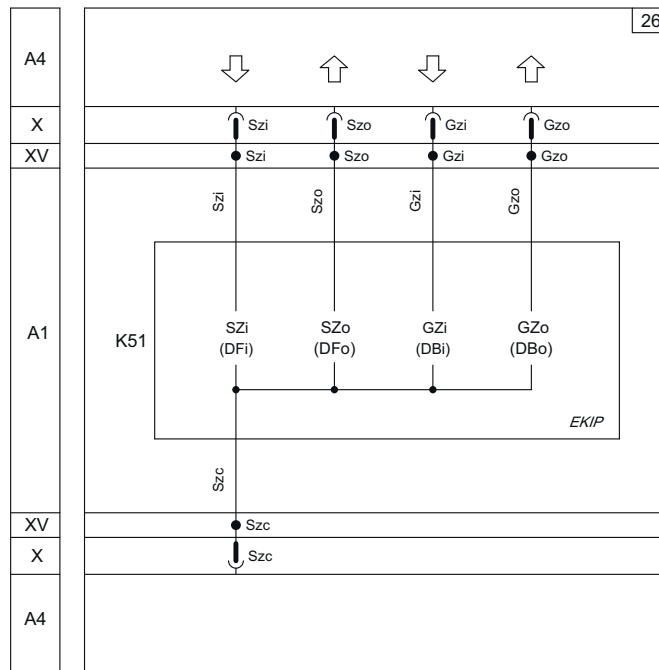 26
A4
X
Szi Szo Gzi Gzo
XV
Szi Szo Gzi Gzo
Szi Szo Gzi Gzo
A1
K51
SZi SZo GZi GZo
(DFi) (DFo) (DBi) (DBo)
EKIP
Szc
XV
Szc
X
Szc
A4